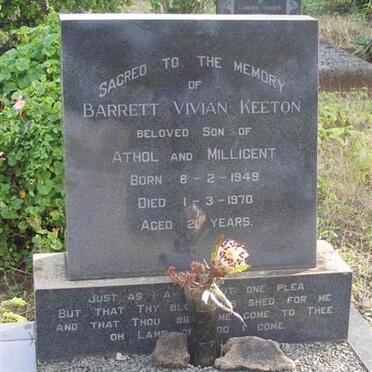 SACRED TO THE MEMORY
OF
BARRETT VIVIAN KEETON
BELOVED SON OF
ATHOL AND MILLICENT
BORN 8-2-1949
DIED 1-3-1970
AGED YEARS.
JUST AS I AM ONE PLEA
BUT THAT THY SHED FOR ME
AND THAT THOU ME COME TO THEE
OH LAMB OF GOD I COME